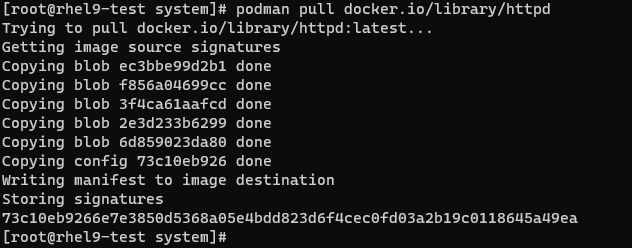 [root@rhel9-test system]# podman pull docker.io/library/httpd
Trying to pull docker.io/library/httpd:latest...
Getting image source signatures
Copying blob ec3bbe99d2b1 done
Copying blob f856a04699cc done
Copying blob 3f4ca61aafcd done
Copying blob 2e3d233b6299 done
Copying blob 6d859023da80 done
Copying config 73c10eb926 done
Writing manifest to image destination
Storing signatures
73c10eb9266e7e3850d5368a05e4bdd823d6f4cec0fd03a2b19c0118645a49ea
[root@rhel9-test system]#